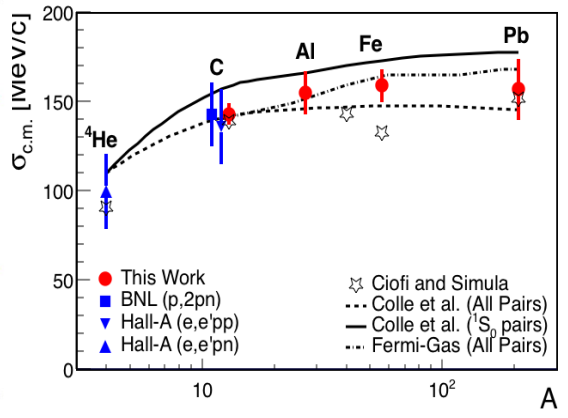 σc.m. [MeV/c]
200
150
100
50
0
⁴He
C
Al
Fe
Pb
This Work
BNL (p,2pn)
Hall-A (e,e'pp)
Hall-A (e,e'pn)
Ciofi and Simula
Colle et al. (All Pairs)
Colle et al. (¹S₀ pairs)
Fermi-Gas (All Pairs)
10
10²
A